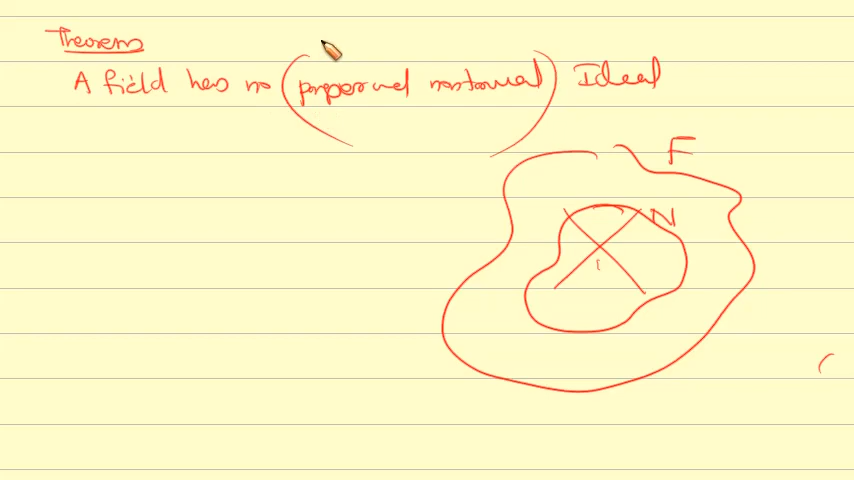 Theorem
A field has no (proper and nontrivial) Ideal
F
N